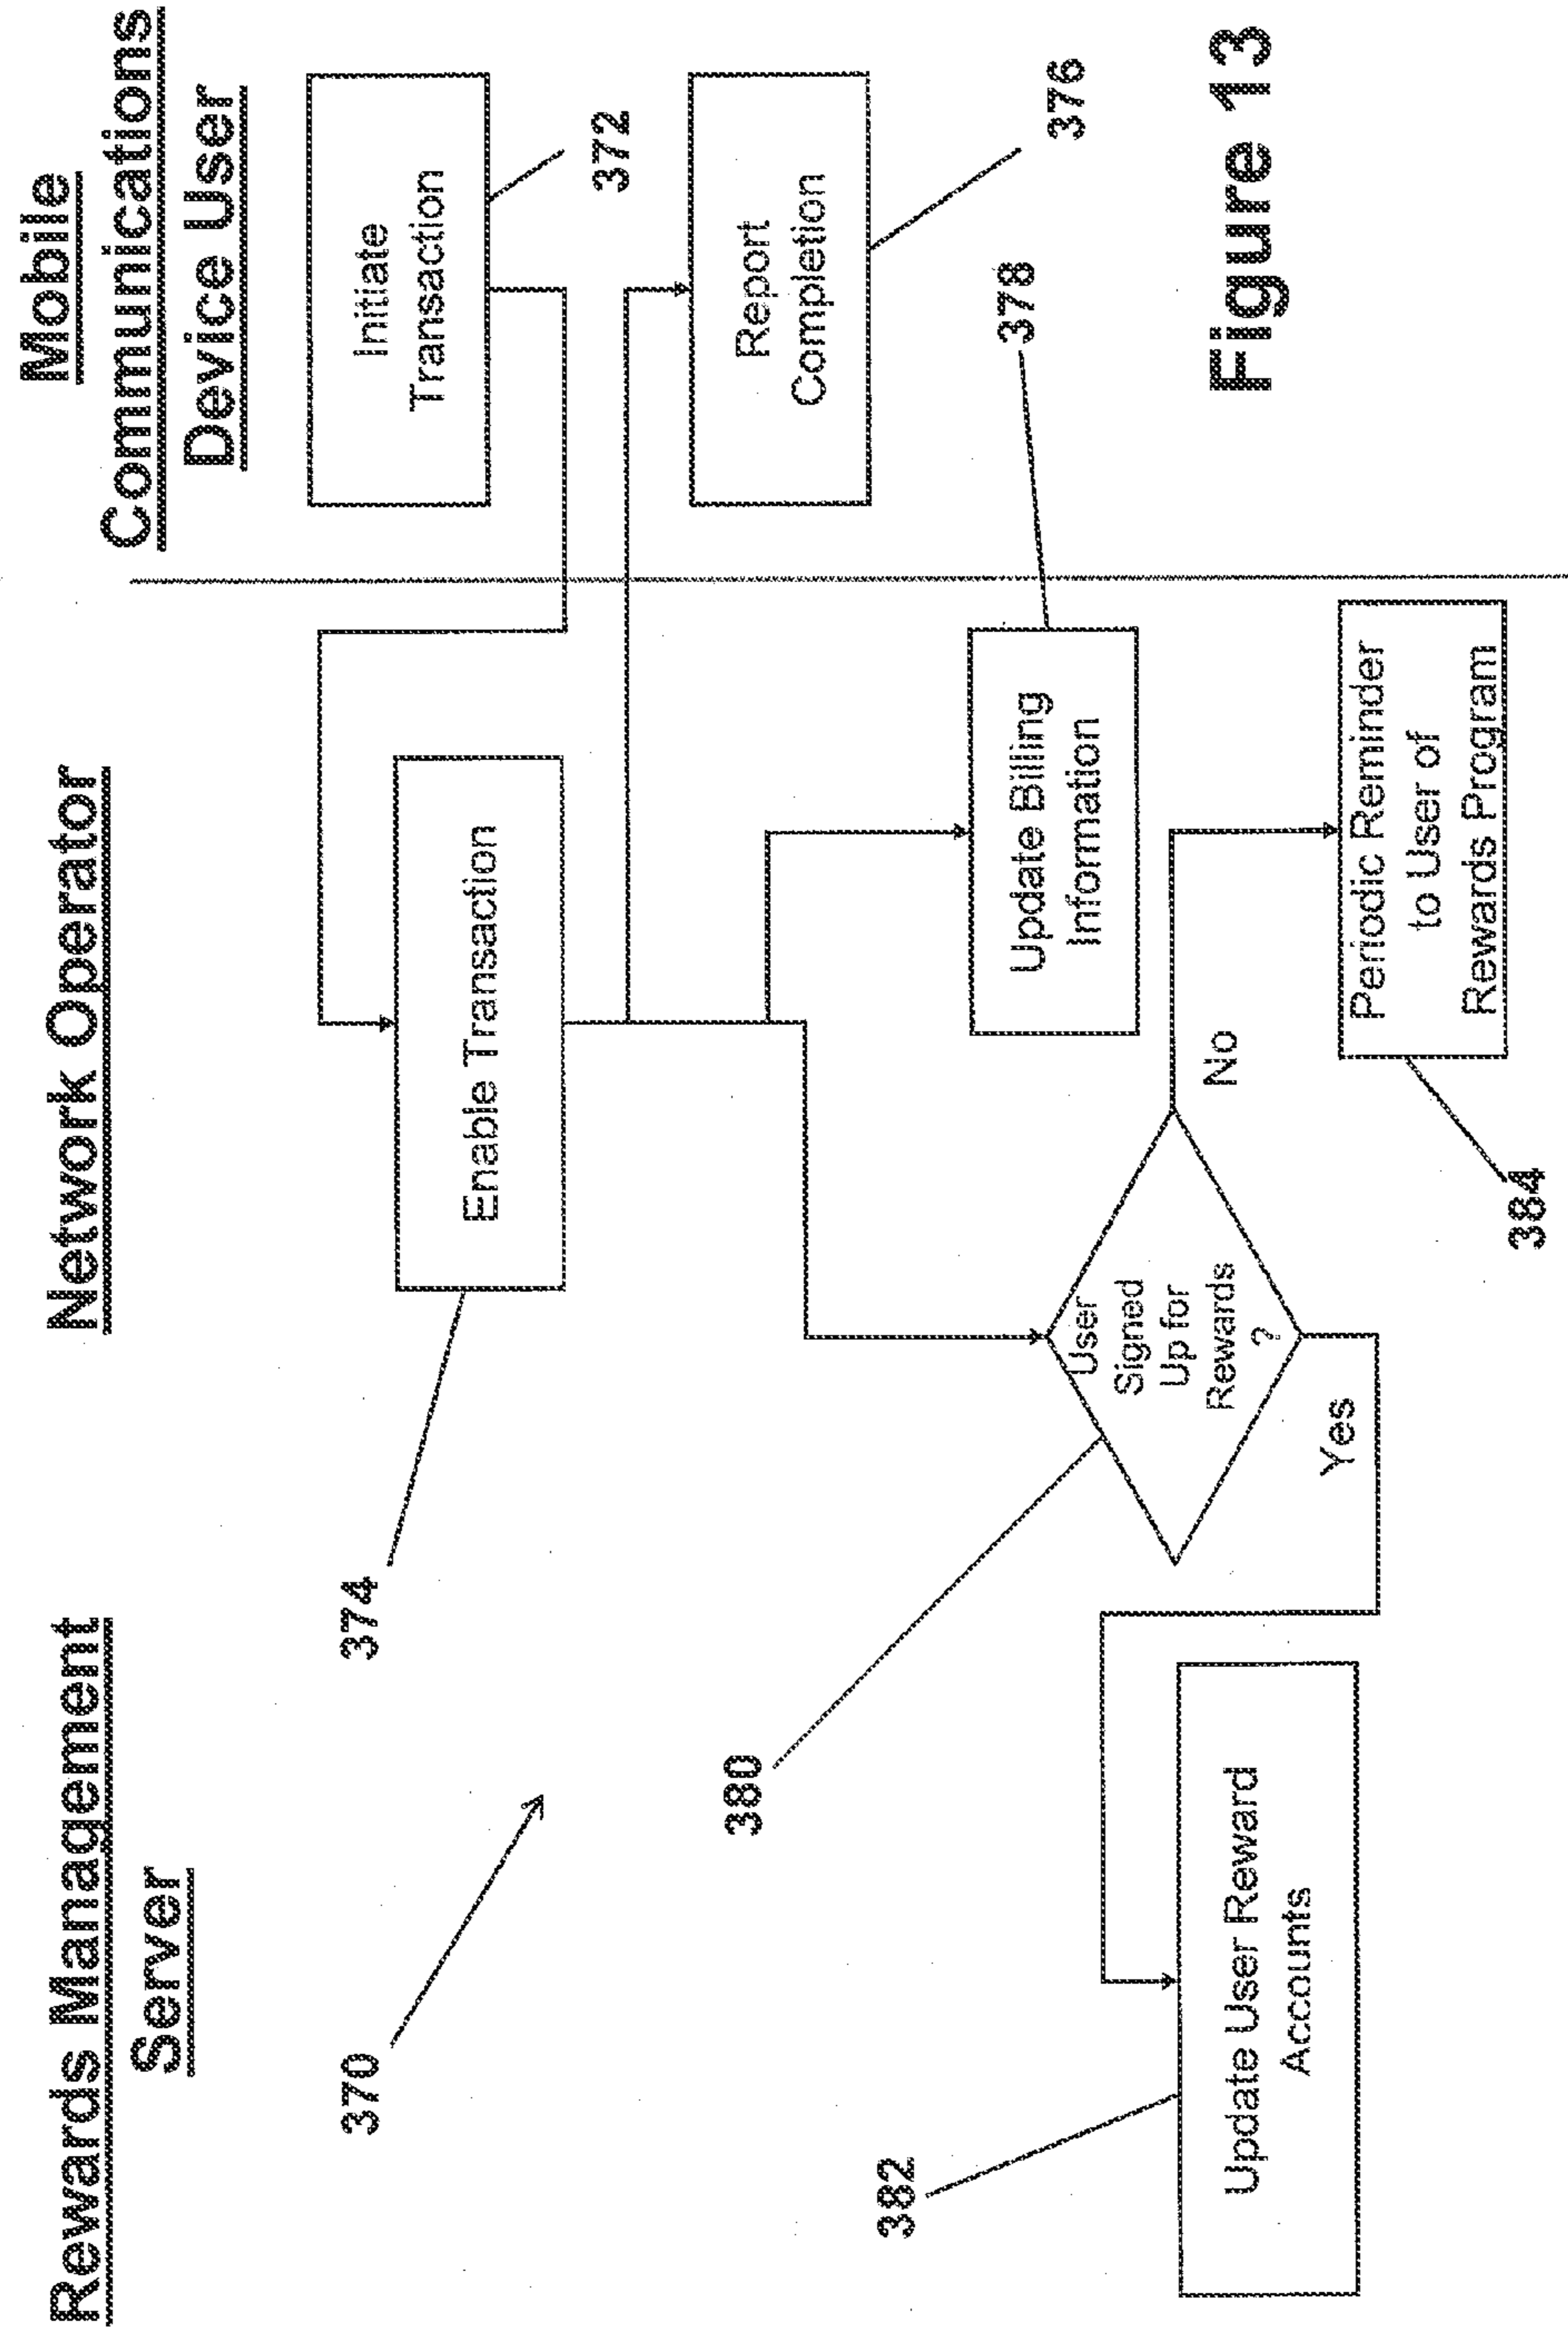 Rewards Management
Server
Network Operator
Mobile
Communications
Device User
370
374
Enable Transaction
Initiate
Transaction
372
380
Report
Completion
376
382
Update User Reward
Accounts
User
Signed
Up for
Rewards
?
Yes
No
Update Billing
Information
378
Periodic Reminder
to User of
Rewards Program
384
Figure 13